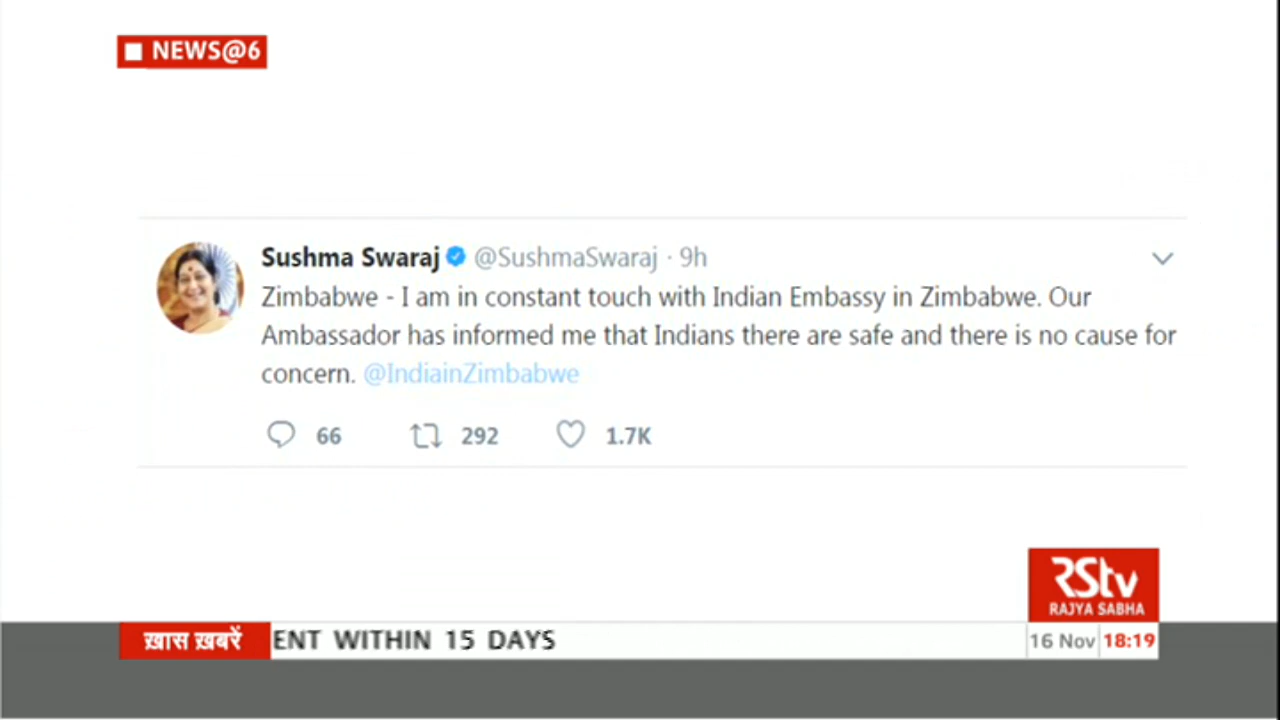 NEWS@6
Sushma Swaraj @SushmaSwaraj · 9h
Zimbabwe - I am in constant touch with Indian Embassy in Zimbabwe. Our
Ambassador has informed me that Indians there are safe and there is no cause for
concern. @IndiainZimbabwe
66 292 1.7K
RStv
RAJYA SABHA
ख़ास ख़बरें ENT WITHIN 15 DAYS 16 Nov 18:19